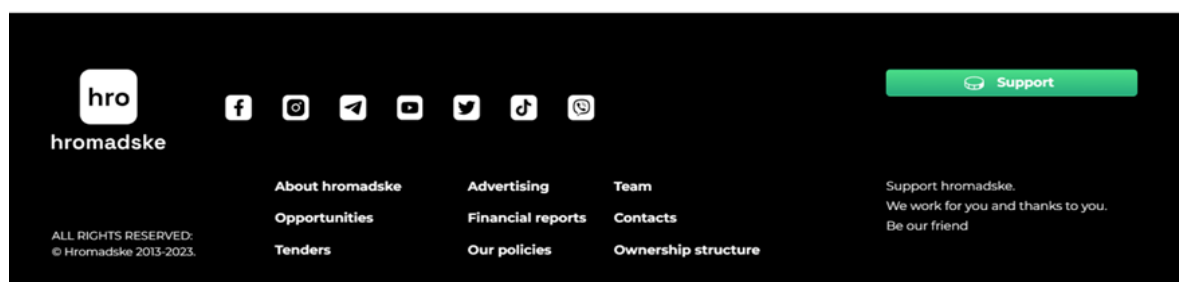 hro
hromadske
Support
About hromadske
Advertising
Team
Opportunities
Financial reports
Contacts
Tenders
Our policies
Ownership structure
Support hromadske.
We work for you and thanks to you.
Be our friend
ALL RIGHTS RESERVED:
© Hromadske 2013-2023.